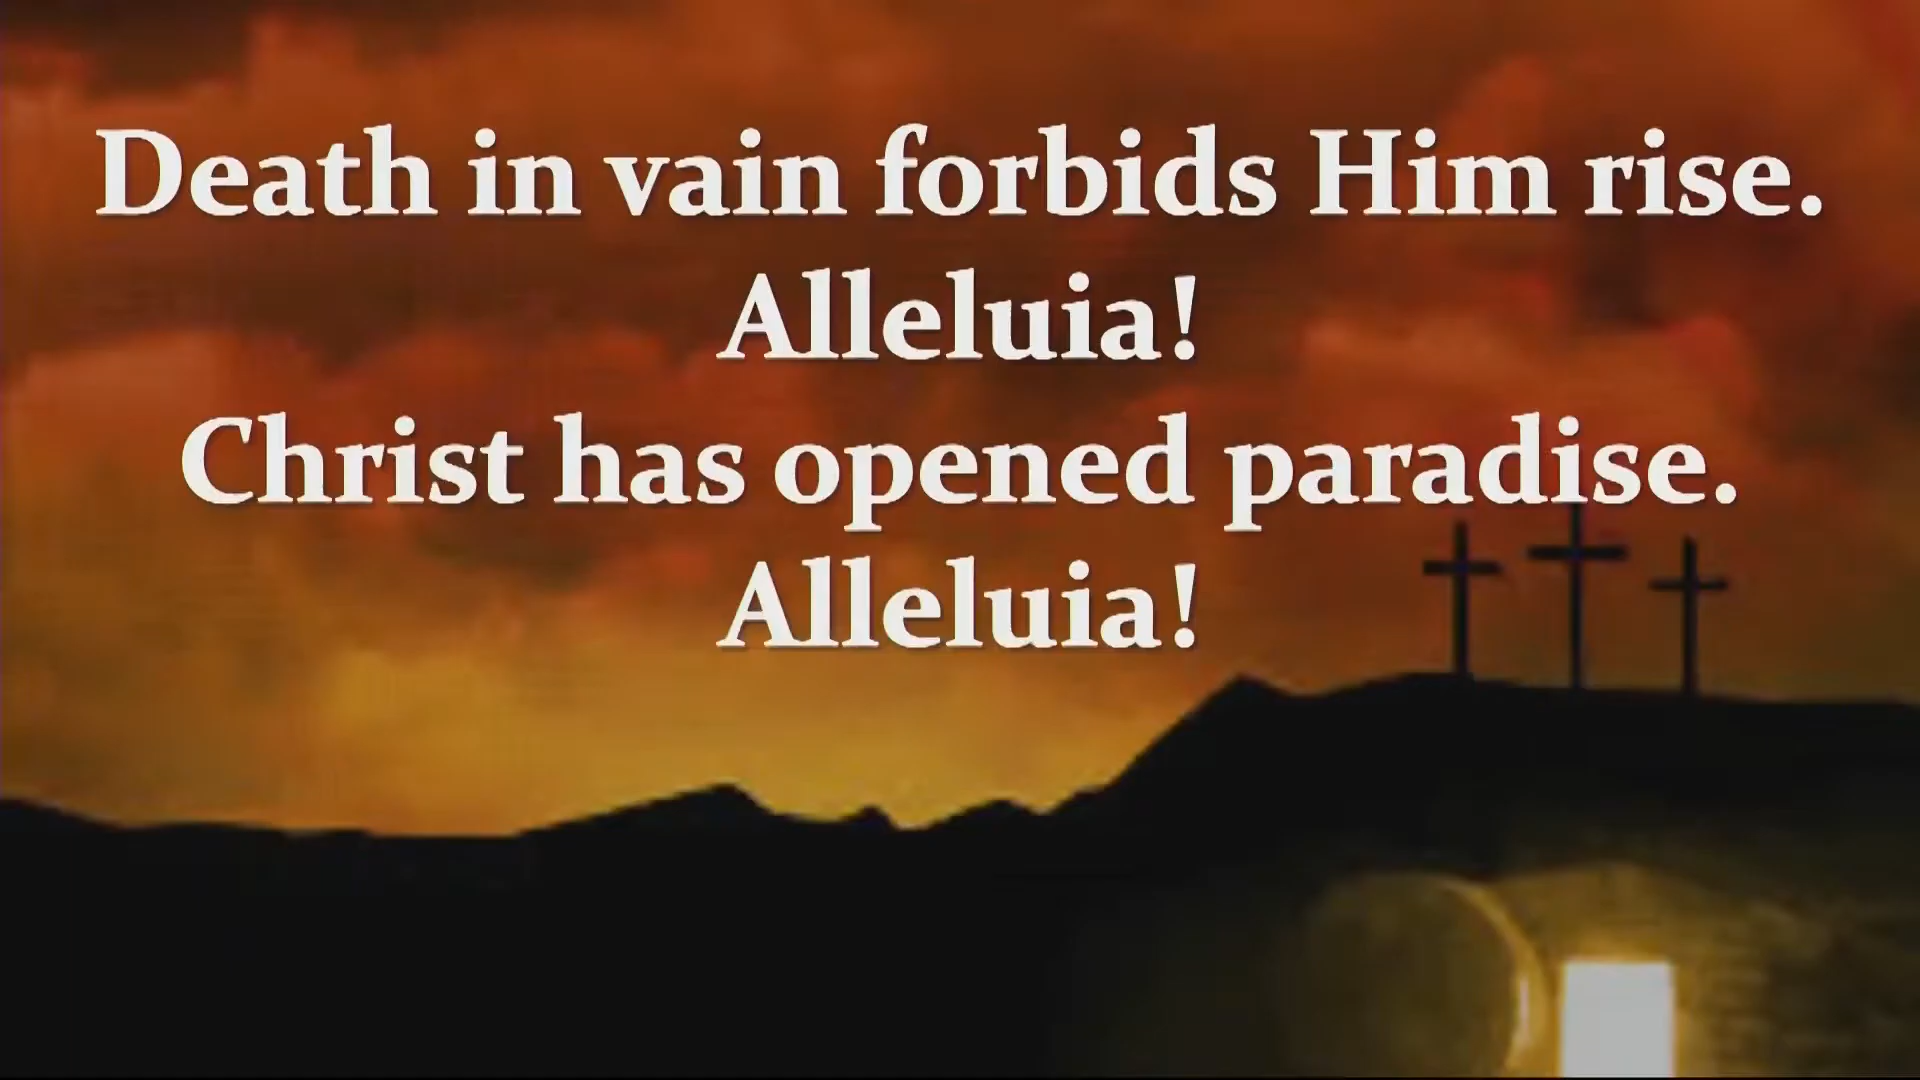 Death in vain forbids Him rise.
Alleluia!
Christ has opened paradise.
Alleluia!